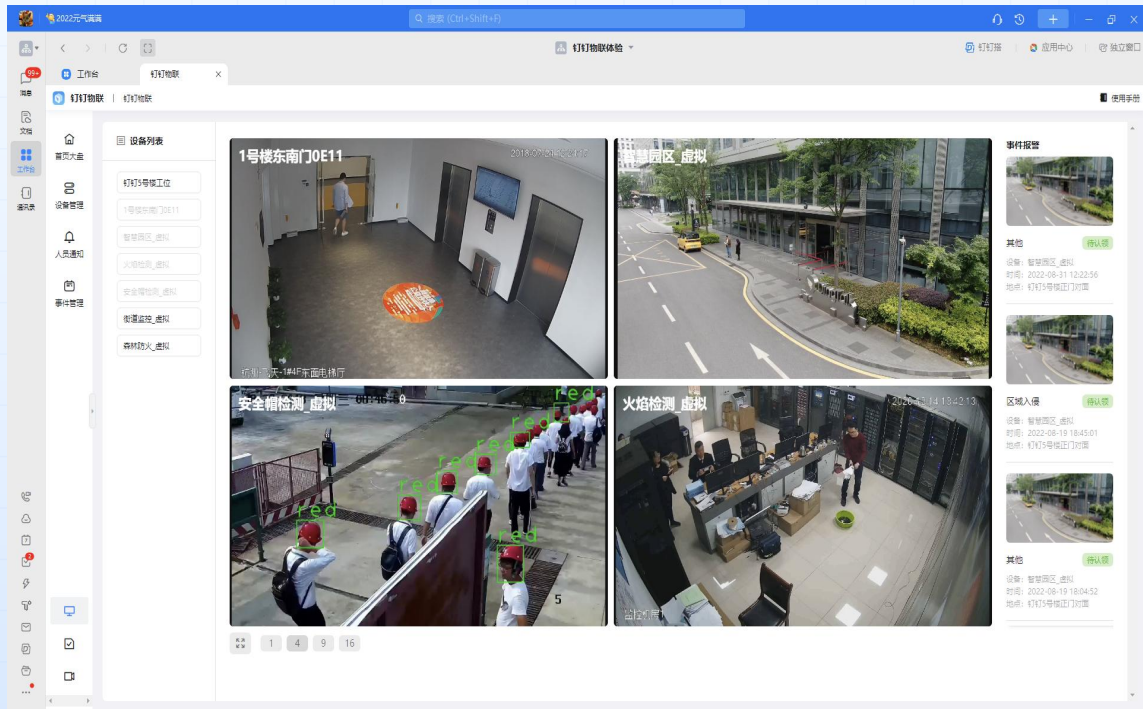 2022元气满满
搜索 (Ctrl+Shift+F)
钉钉物联体验
钉钉搭
应用中心
独立窗口
99+
消息
文档
工作台
通讯录
工作台
钉钉物联
钉钉物联 | 钉钉物联
使用手册
首页大盘
设备管理
人员通知
事件管理
设备列表
钉钉5号楼工位
1号楼东南门0E11
智慧园区_虚拟
火焰检测_虚拟
安全帽检测_虚拟
街道监控_虚拟
森林防火_虚拟
1号楼东南门0E11
智慧园区_虚拟
安全帽检测_虚拟
red
red
red
red
red
red
red
5
火焰检测_虚拟
监控机房1
1
4
9
16
事件报警
其他
待认领
设备：智慧园区_虚拟
时间：2022-08-31 12:22:56
地点：钉钉5号楼正门对面
区域入侵
待认领
设备：智慧园区_虚拟
时间：2022-08-19 18:45:01
地点：钉钉5号楼正门对面
其他
待认领
设备：智慧园区_虚拟
时间：2022-08-19 18:04:52
地点：钉钉5号楼正门对面
2